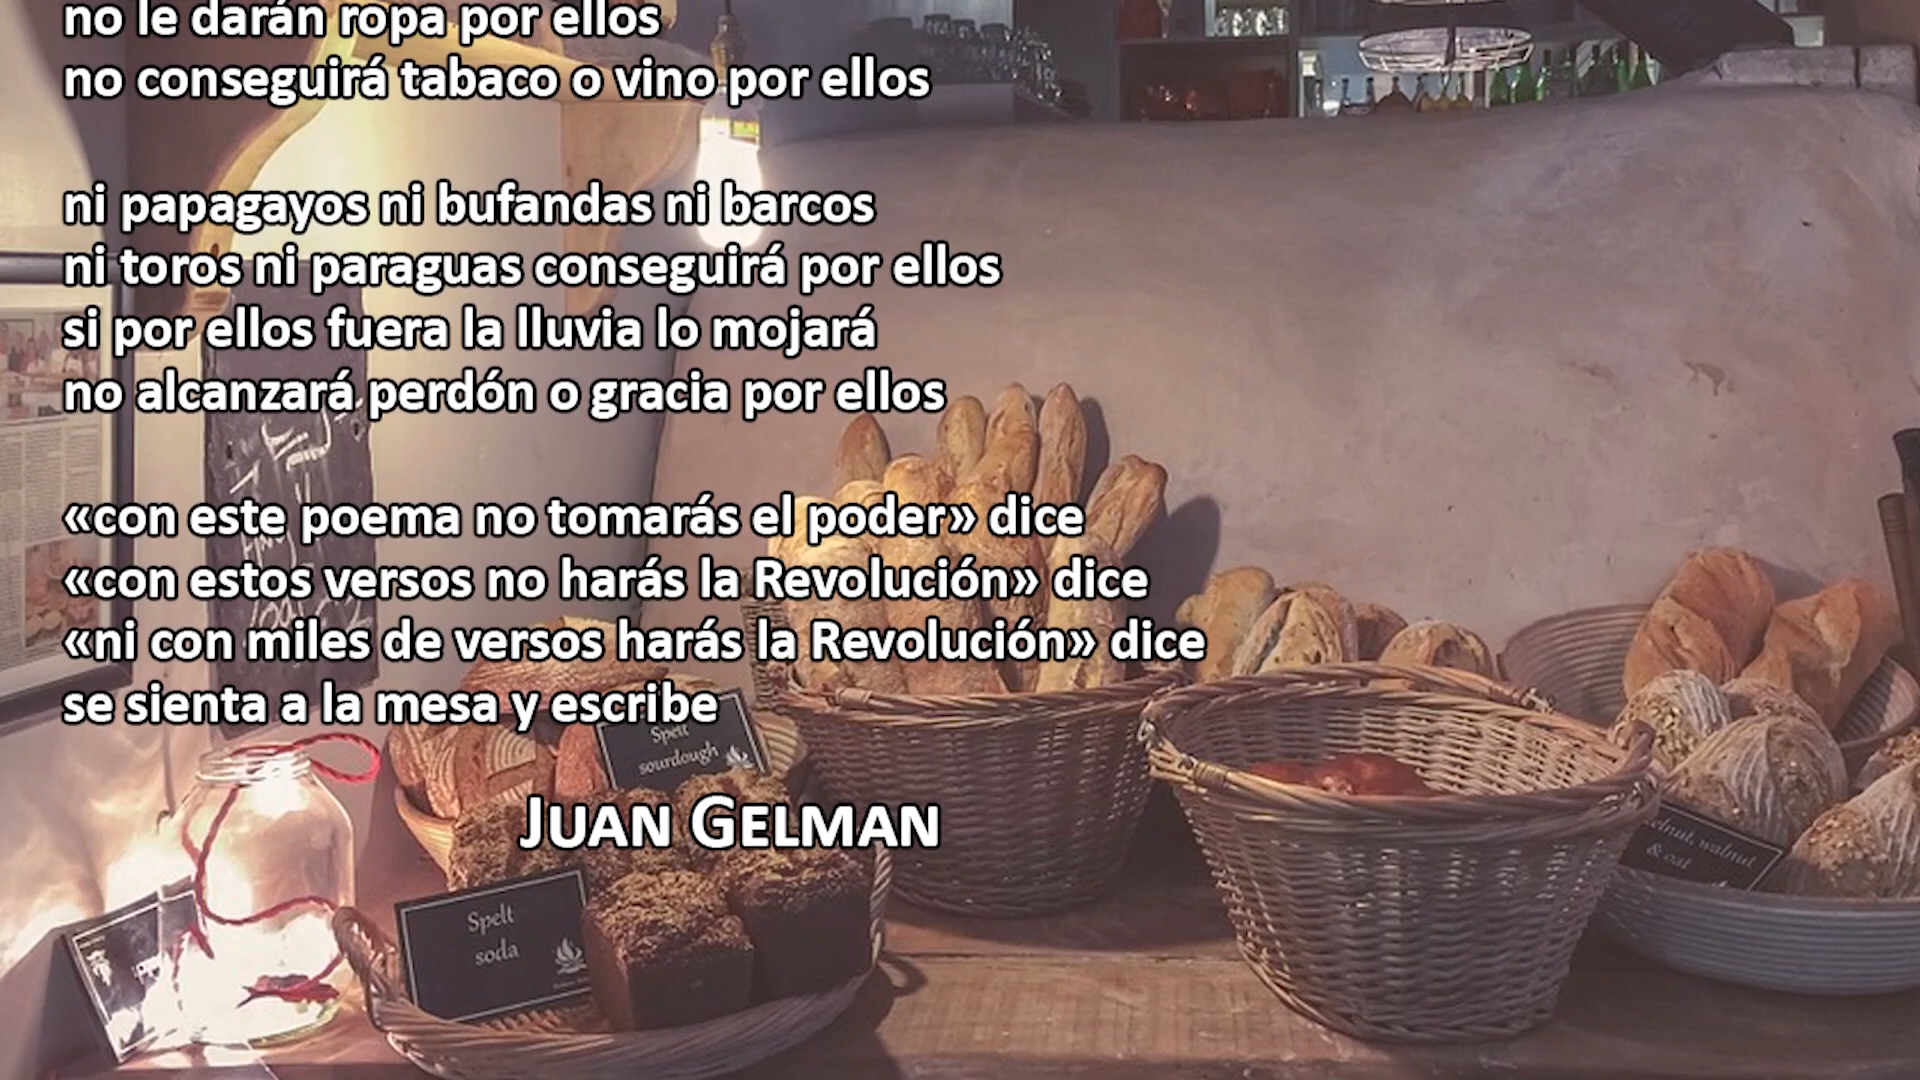 no le darán ropa por ellos
no conseguirá tabaco o vino por ellos
ni papagayos ni bufandas ni barcos
ni toros ni paraguas conseguirá por ellos
si por ellos fuera la lluvia lo mojará
no alcanzará perdón o gracia por ellos
«con este poema no tomarás el poder» dice
«con estos versos no harás la Revolución» dice
«ni con miles de versos harás la Revolución» dice
se sienta a la mesa y escribe
JUAN GELMAN
Spelt
sourdough
Spelt
soda
walnut
& oat